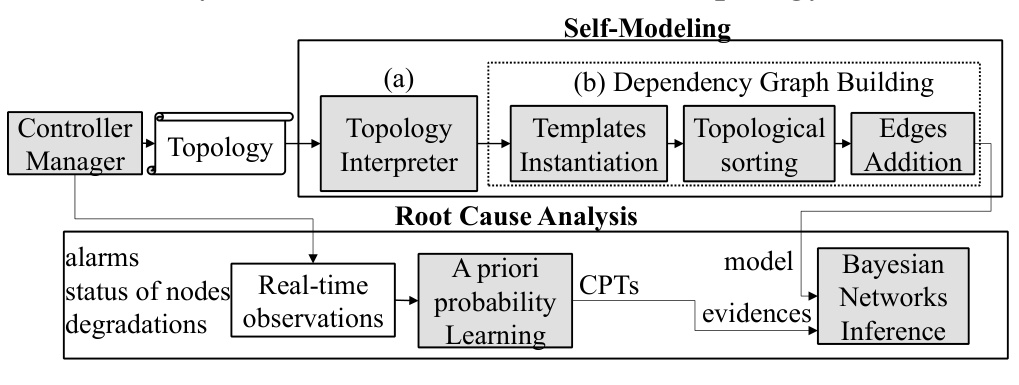 Self-Modeling
(a)
(b) Dependency Graph Building
Controller
Manager
Topology
Topology
Interpreter
Templates
Instantiation
Topological
sorting
Edges
Addition
Root Cause Analysis
alarms
status of nodes
degradations
Real-time
observations
A priori
probability
Learning
CPTs
model
evidences
Bayesian
Networks
Inference